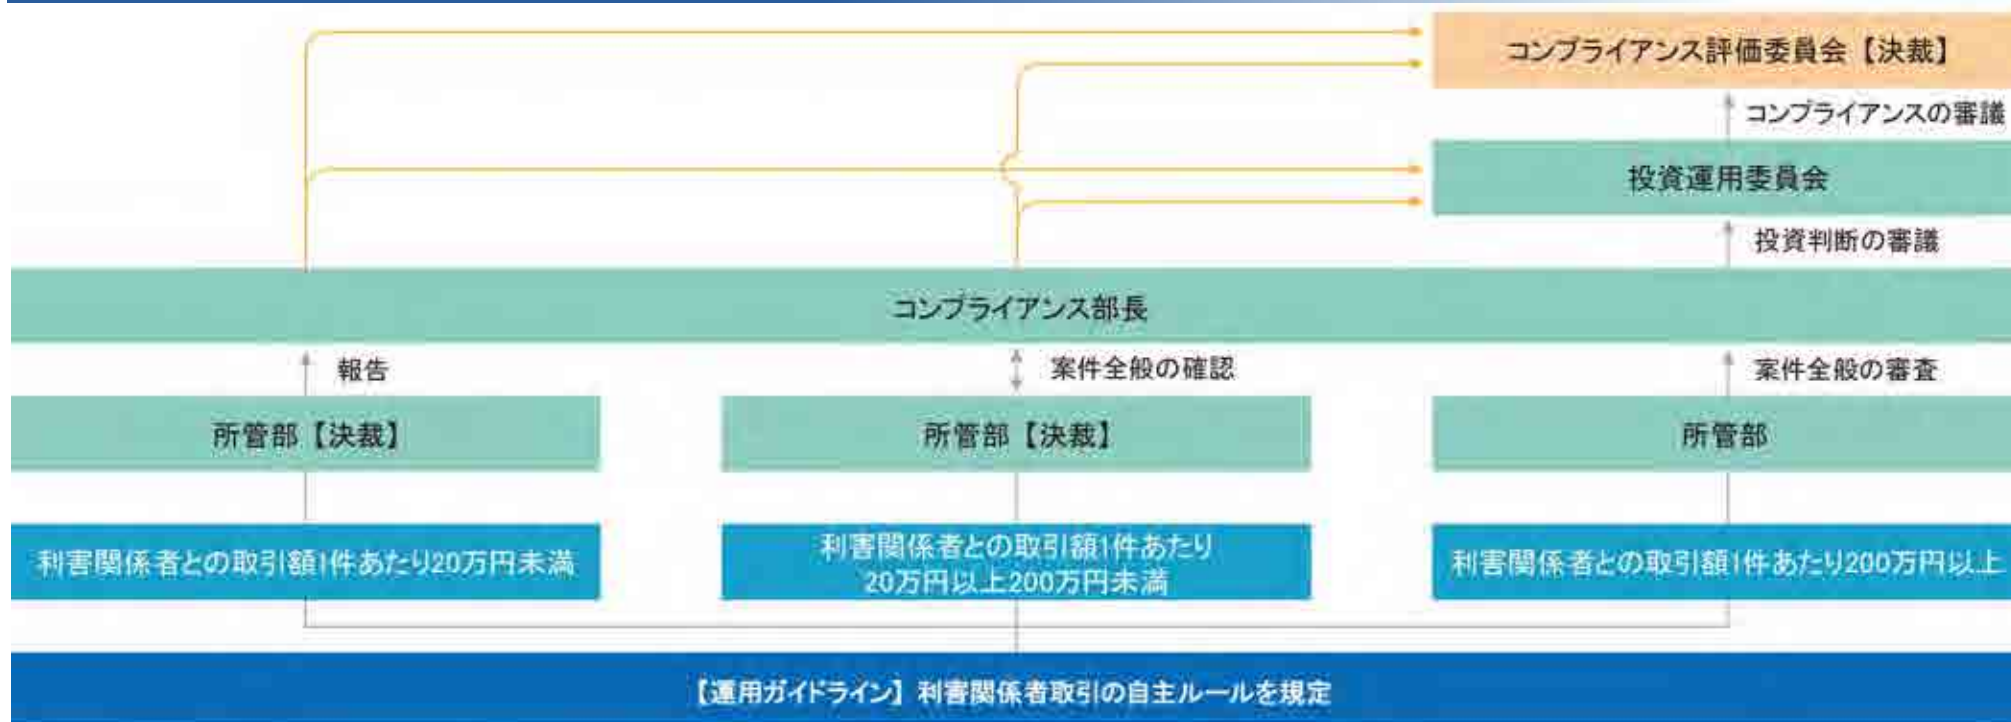 コンプライアンス評価委員会【決裁】
コンプライアンスの審議
投資運用委員会
投資判断の審議
コンプライアンス部長
報告
案件全般の確認
案件全般の審査
所管部【決裁】
所管部【決裁】
所管部
利害関係者との取引額1件あたり20万円未満
利害関係者との取引額1件あたり
20万円以上200万円未満
利害関係者との取引額1件あたり200万円以上
【運用ガイドライン】利害関係者取引の自主ルールを規定